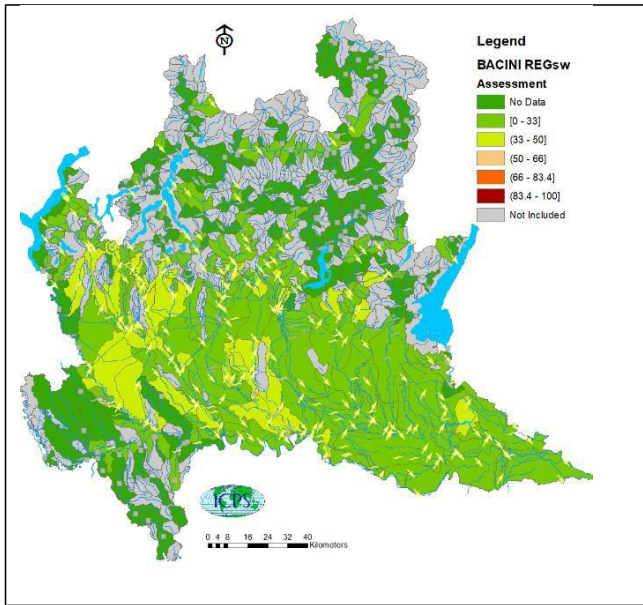 N
Legend
BACINI REGsw
Assessment
No Data
[0 - 33]
(33 - 50]
(50 - 66]
(66 - 83.4]
(83.4 - 100]
Not Included
ICPS
0 4 8 16 24 32 40
Kilometers